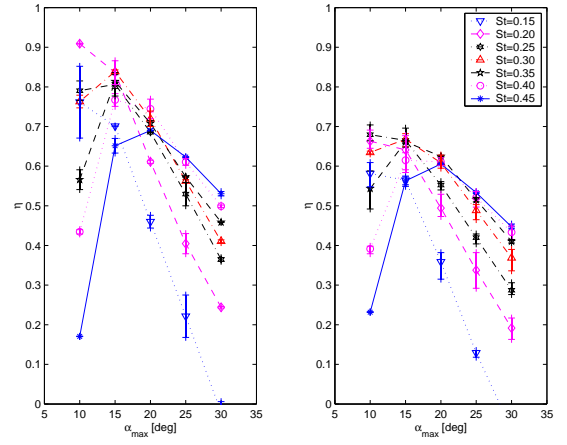 1
0.9
0.8
0.7
0.6
0.5
0.4
0.3
0.2
0.1
0
η
5 10 15 20 25 30 35
α_max [deg]
1
0.9
0.8
0.7
0.6
0.5
0.4
0.3
0.2
0.1
0
η
5 10 15 20 25 30 35
α_max [deg]
St=0.15
St=0.20
St=0.25
St=0.30
St=0.35
St=0.40
St=0.45